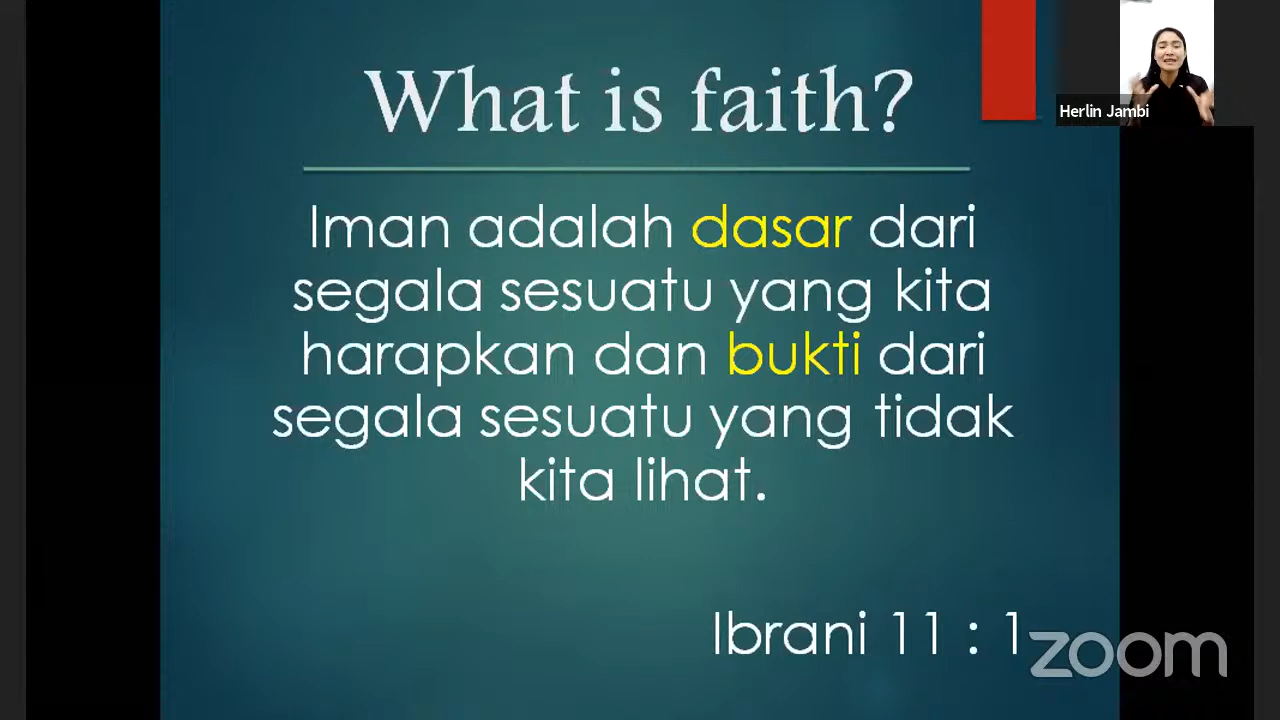 What is faith?
Herlin Jambi
Iman adalah dasar dari
segala sesuatu yang kita
harapkan dan bukti dari
segala sesuatu yang tidak
kita lihat.
Ibrani 11 : 1
zoom